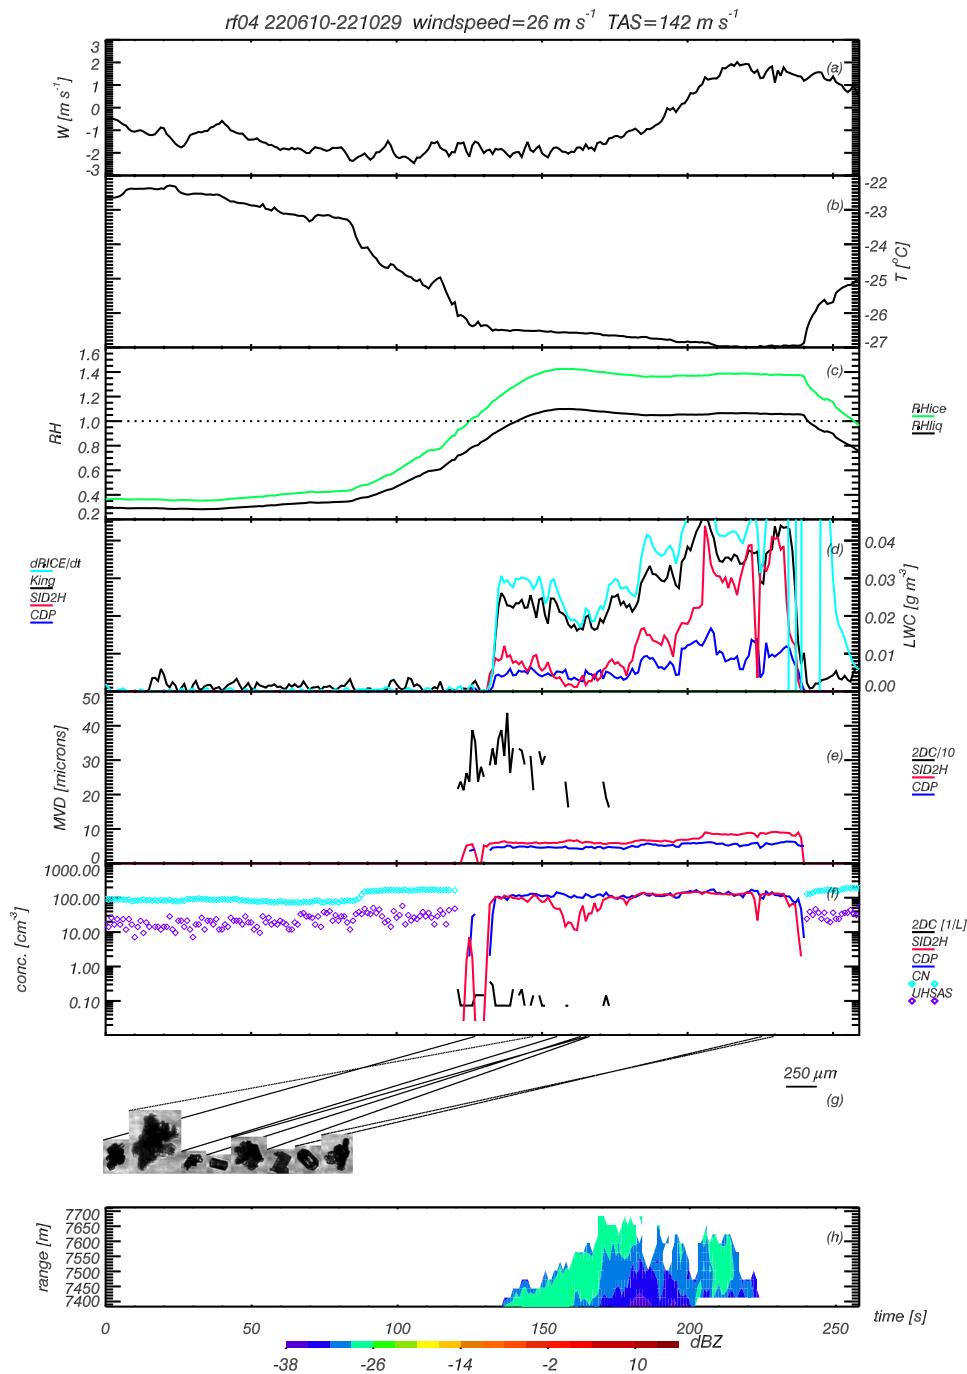 rf04 220610-221029 windspeed=26 m s⁻¹ TAS=142 m s⁻¹
3
2
1
0
-1
-2
-3
W [m s⁻¹]
(a)
-22
-23
-24
-25
-26
-27
T [°C]
(b)
1.6
1.4
1.2
1.0
0.8
0.6
0.4
0.2
RH
(c)
RHice
RHliq
dRICE/dt
King
SID2H
CDP
(d)
0.04
0.03
0.02
0.01
0.00
LWC [g m⁻³]
50
40
30
20
10
0
MVD [microns]
(e)
2DC/10
SID2H
CDP
1000.00
100.00
10.00
1.00
0.10
conc. [cm⁻³]
(f)
2DC [1/L]
SID2H
CDP
CN
UHSAS
250 µm
(g)
7700
7650
7600
7550
7500
7450
7400
range [m]
(h)
0 50 100 150 200 250
time [s]
dBZ
-38 -26 -14 -2 10